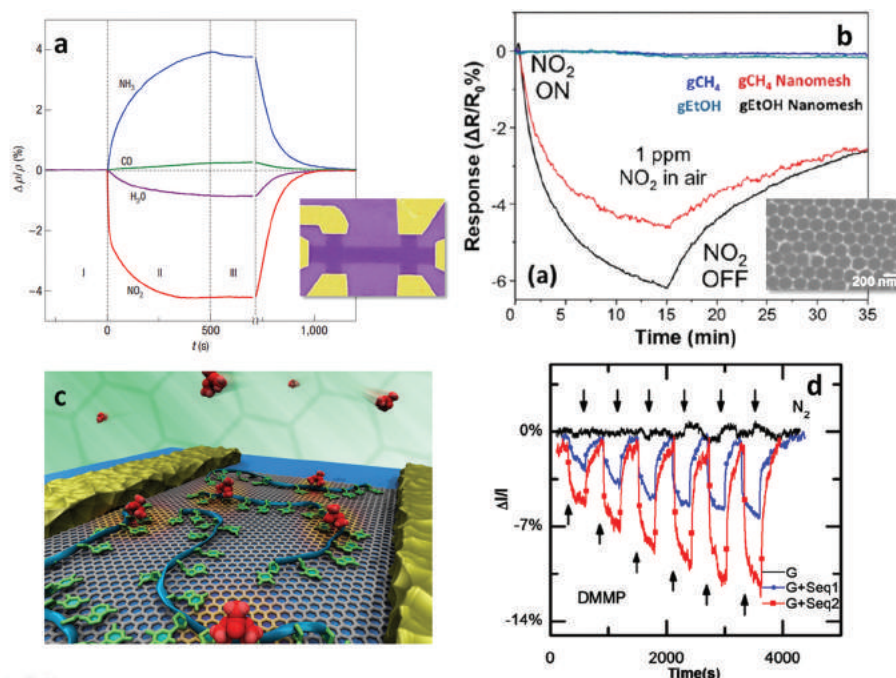 a
4
2
0
−2
−4
Δρ/ρ (%)
NH₃
CO
H₂O
NO₂
I
II
III
0
500
1,000
t (s)
b
0
-2
-4
-6
Response (ΔR/R₀%)
NO₂
ON
gCH₄ gCH₄ Nanomesh
gEtOH gEtOH Nanomesh
1 ppm
NO₂ in air
(a)
NO₂
OFF
200 nm
0 5 10 15 20 25 30 35
Time (min)
c
d
N₂
0%
-7%
-14%
ΔI/I
DMMP
G
G+Seq1
G+Seq2
0 2000 4000
Time(s)